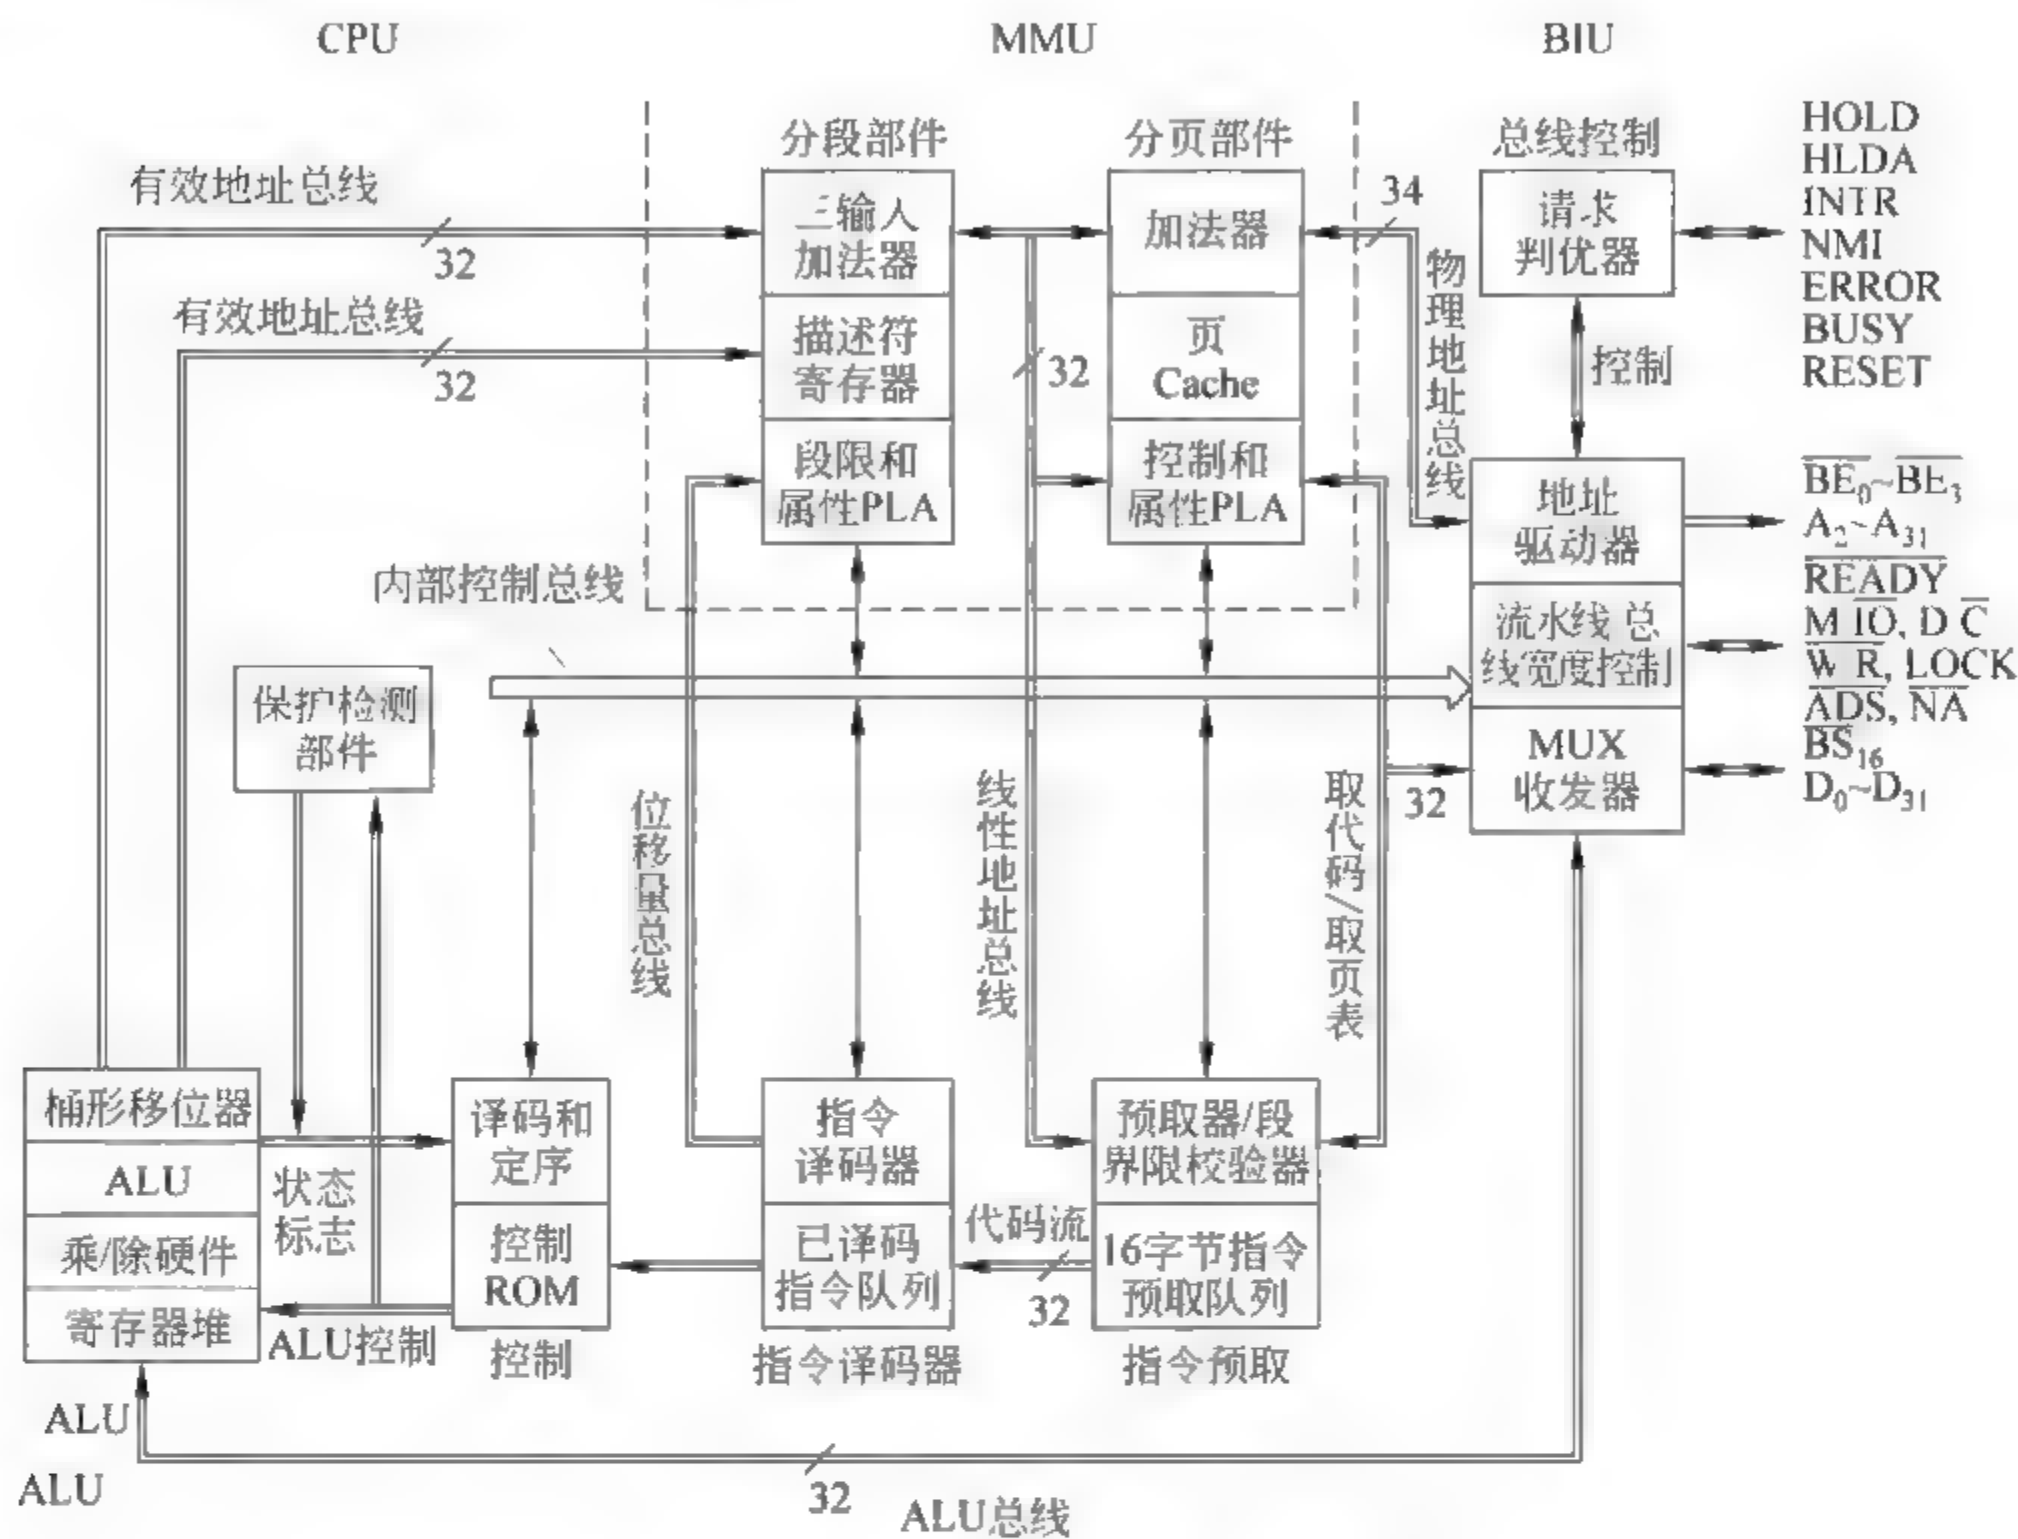 CPU
MMU
BIU
分段部件
分页部件
总线控制
有效地址总线
32
有效地址总线
32
三输入
加法器
描述符
寄存器
段限和
属性PLA
加法器
页
Cache
控制和
属性PLA
32
34
物理地址总线
请求
判优器
控制
HOLD
HLDA
INTR
NMI
ERROR
BUSY
RESET
地址
驱动器
流水线 总
线宽度控制
MUX
收发器
B̅E̅₀~B̅E̅₃
A₂~A₃₁
R̅E̅A̅D̅Y̅
M I̅O̅, D C̅
W̅ R̅, LOCK
A̅D̅S̅, N̅A̅
B̅S̅₁₆
D₀~D₃₁
内部控制总线
保护检测
部件
位移量总线
线性地址总线
取代码/取页表
32
桶形移位器
ALU
乘/除硬件
寄存器堆
状态
标志
ALU控制
译码和
定序
控制
ROM
控制
指令
译码器
已译码
指令队列
指令译码器
代码流
32
预取器/段
界限校验器
16字节指令
预取队列
指令预取
ALU
ALU
32
ALU总线